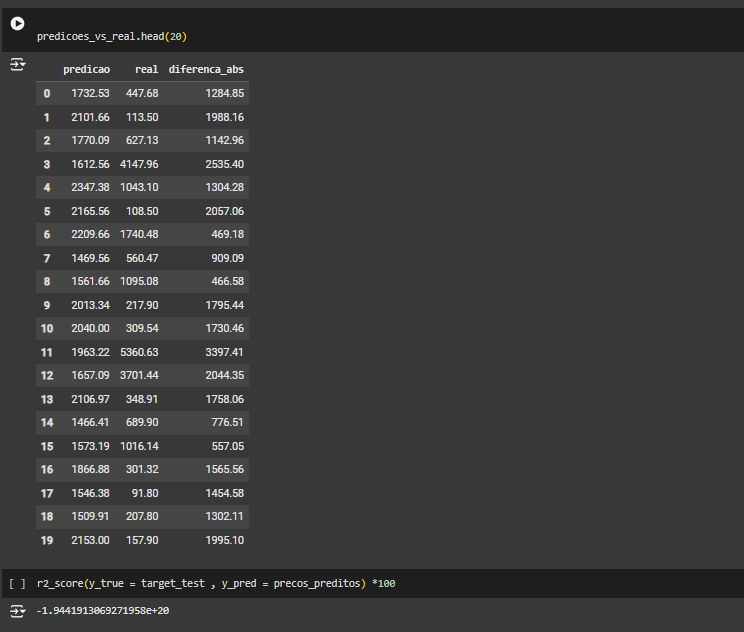 predicoes_vs_real.head(20)
predicao real diferenca_abs
0 1732.53 447.68 1284.85
1 2101.66 113.50 1988.16
2 1770.09 627.13 1142.96
3 1612.56 4147.96 2535.40
4 2347.38 1043.10 1304.28
5 2165.56 108.50 2057.06
6 2209.66 1740.48 469.18
7 1469.56 560.47 909.09
8 1561.66 1095.08 466.58
9 2013.34 217.90 1795.44
10 2040.00 309.54 1730.46
11 1963.22 5360.63 3397.41
12 1657.09 3701.44 2044.35
13 2106.97 348.91 1758.06
14 1466.41 689.90 776.51
15 1573.19 1016.14 557.05
16 1866.88 301.32 1565.56
17 1546.38 91.80 1454.58
18 1509.91 207.80 1302.11
19 2153.00 157.90 1995.10
[ ] r2_score(y_true = target_test , y_pred = precos_preditos) *100
-1.9441913069271958e+20